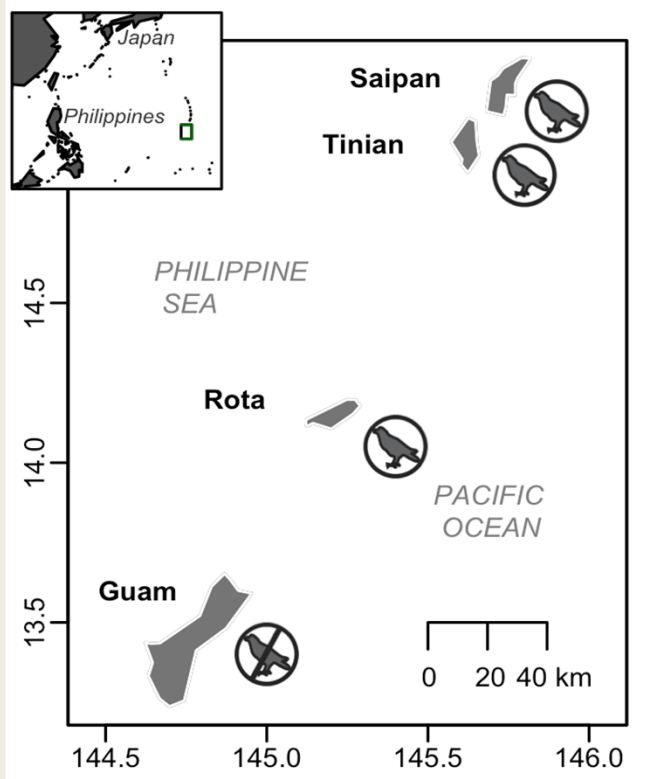 Japan
Philippines
Saipan
Tinian
PHILIPPINE
SEA
14.5
Rota
14.0
PACIFIC
OCEAN
Guam
13.5
0 20 40 km
144.5 145.0 145.5 146.0